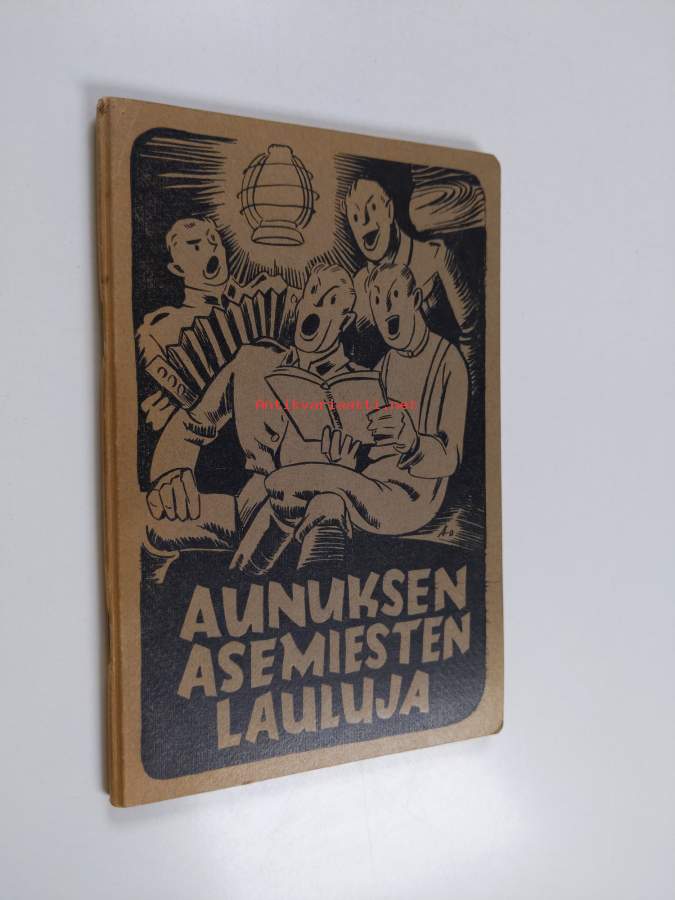 Antikvariaatti.net
A-O
AUNUKSEN
ASEMIESTEN
LAULUJA